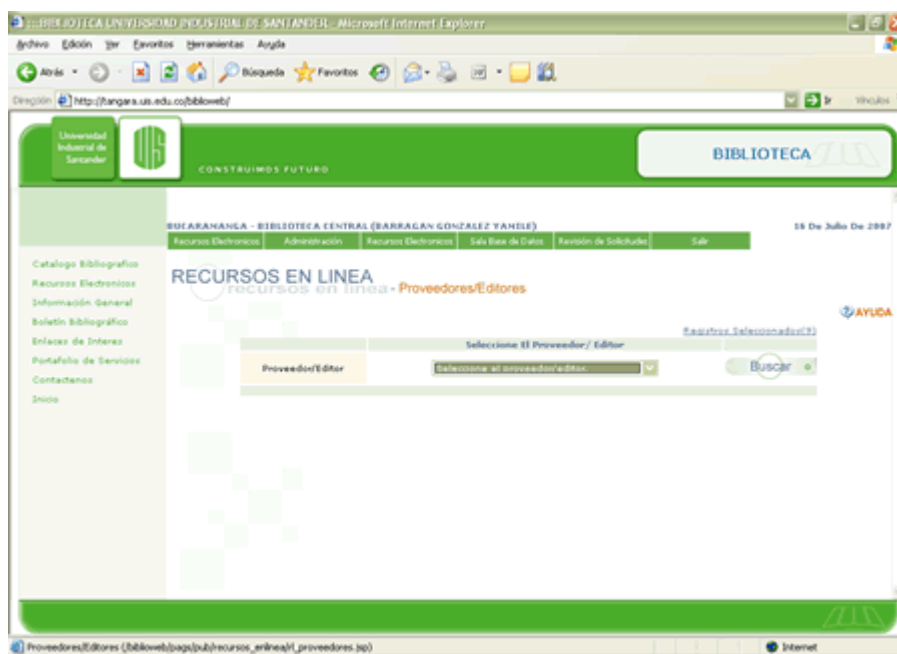 :::BIBLIOTECA UNIVERSIDAD INDUSTRIAL DE SANTANDER - Microsoft Internet Explorer
Archivo Edición Ver Favoritos Herramientas Ayuda
Atrás Búsqueda Favoritos
Dirección http://tangara.uis.edu.co/biblioweb/ Ir Vínculos
Universidad
Industrial de
Santander
UIS
CONSTRUIMOS FUTURO
BIBLIOTECA
BUCARAMANGA - BIBLIOTECA CENTRAL (BARRAGAN GONZALEZ YANILE) 16 De Julio De 2007
Recursos Electronicos Administración Recursos Electronicos Sala Base de Datos Revisión de Solicitudes Salir
Catalogo Bibliografico
Recursos Electronicos
Información General
Boletín Bibliográfico
Enlaces de Interes
Portafolio de Servicios
Contactenos
Inicio
RECURSOS EN LINEA
recursos en linea - Proveedores/Editores
AYUDA
Registros Seleccionados
Seleccione El Proveedor/ Editor
Proveedor/Editor Seleccione el proveedor/editor. Buscar
Proveedores/Editores (/biblioweb/pags/pub/recursos_enlinea/rl_proveedores.jsp) Internet